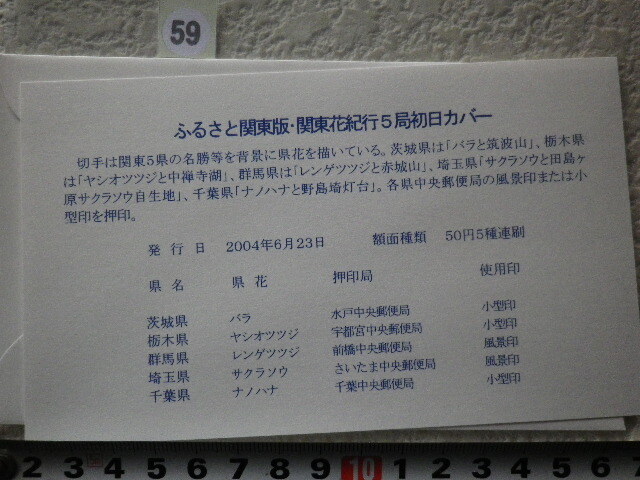 59
ふるさと関東版・関東花紀行5局初日カバー
切手は関東5県の名勝等を背景に県花を描いている。茨城県は「バラと筑波山」、栃木県
は「ヤシオツツジと中禅寺湖」、群馬県は「レンゲツツジと赤城山」、埼玉県「サクラソウと田島ヶ
原サクラソウ自生地」、千葉県「ナノハナと野島埼灯台」。各県中央郵便局の風景印または小
型印を押印。
発行日 2004年6月23日 額面種類 50円5種連刷
県名 県花 押印局 使用印
茨城県 バラ 水戸中央郵便局 小型印
栃木県 ヤシオツツジ 宇都宮中央郵便局 小型印
群馬県 レンゲツツジ 前橋中央郵便局 風景印
埼玉県 サクラソウ さいたま中央郵便局 風景印
千葉県 ナノハナ 千葉中央郵便局 小型印
2 3 4 5 6 7 8 9 10 1 2 3 4 5 6 7